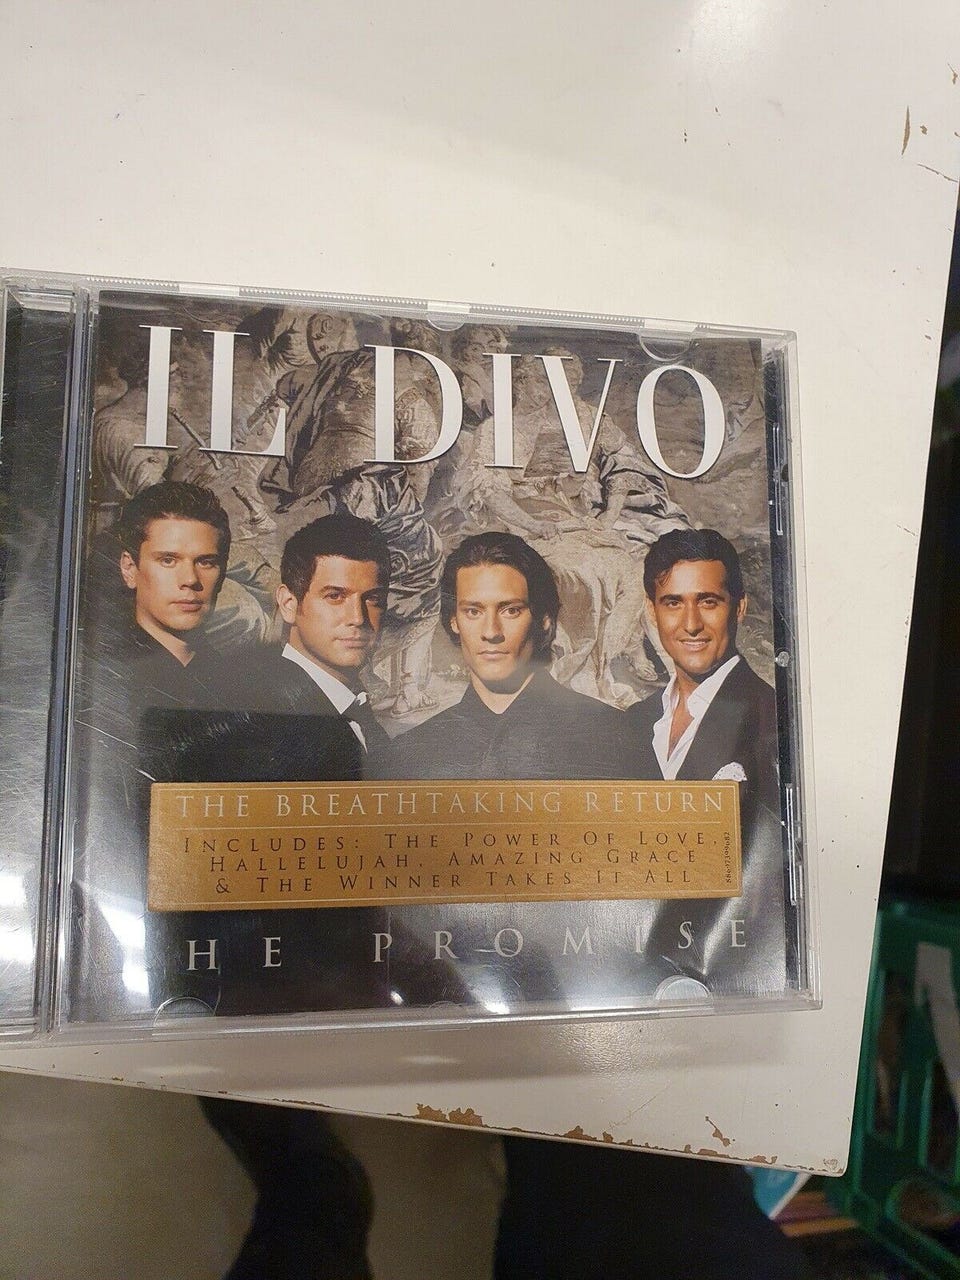 IL DIVO
THE BREATHTAKING RETURN
INCLUDES: THE POWER OF LOVE,
HALLELUJAH, AMAZING GRACE
& THE WINNER TAKES IT ALL
HE PROMISE